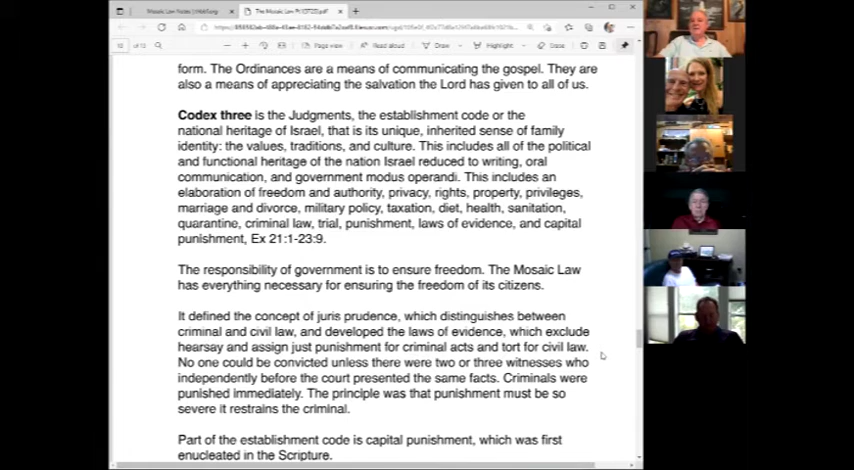 Page view
Read aloud
Draw
Highlight
Erase
form. The Ordinances are a means of communicating the gospel. They are
also a means of appreciating the salvation the Lord has given to all of us.
Codex three is the Judgments, the establishment code or the
national heritage of Israel, that is its unique, inherited sense of family
identity: the values, traditions, and culture. This includes all of the political
and functional heritage of the nation Israel reduced to writing, oral
communication, and government modus operandi. This includes an
elaboration of freedom and authority, privacy, rights, property, privileges,
marriage and divorce, military policy, taxation, diet, health, sanitation,
quarantine, criminal law, trial, punishment, laws of evidence, and capital
punishment, Ex 21:1-23:9.
The responsibility of government is to ensure freedom. The Mosaic Law
has everything necessary for ensuring the freedom of its citizens.
It defined the concept of juris prudence, which distinguishes between
criminal and civil law, and developed the laws of evidence, which exclude
hearsay and assign just punishment for criminal acts and tort for civil law.
No one could be convicted unless there were two or three witnesses who
independently before the court presented the same facts. Criminals were
punished immediately. The principle was that punishment must be so
severe it restrains the criminal.
Part of the establishment code is capital punishment, which was first
enucleated in the Scripture.